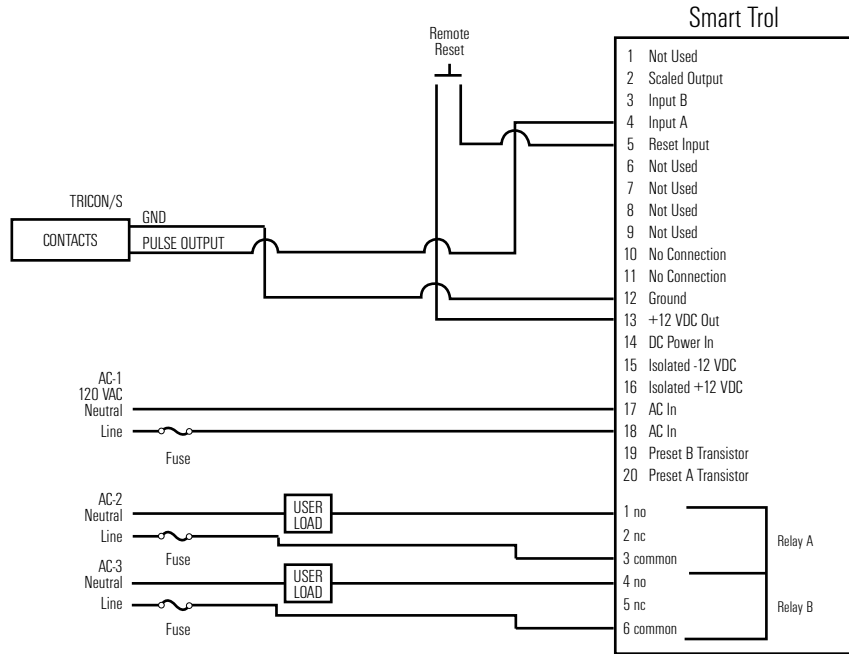 Smart Trol
Remote
Reset
1 Not Used
2 Scaled Output
3 Input B
4 Input A
5 Reset Input
6 Not Used
7 Not Used
8 Not Used
9 Not Used
10 No Connection
11 No Connection
12 Ground
13 +12 VDC Out
14 DC Power In
15 Isolated -12 VDC
16 Isolated +12 VDC
17 AC In
18 AC In
19 Preset B Transistor
20 Preset A Transistor
1 no
2 nc
3 common
4 no
5 nc
6 common
Relay A
Relay B
TRICON/S
CONTACTS
GND
PULSE OUTPUT
AC-1
120 VAC
Neutral
Line
Fuse
AC-2
Neutral
Line
Fuse
USER
LOAD
AC-3
Neutral
Line
Fuse
USER
LOAD